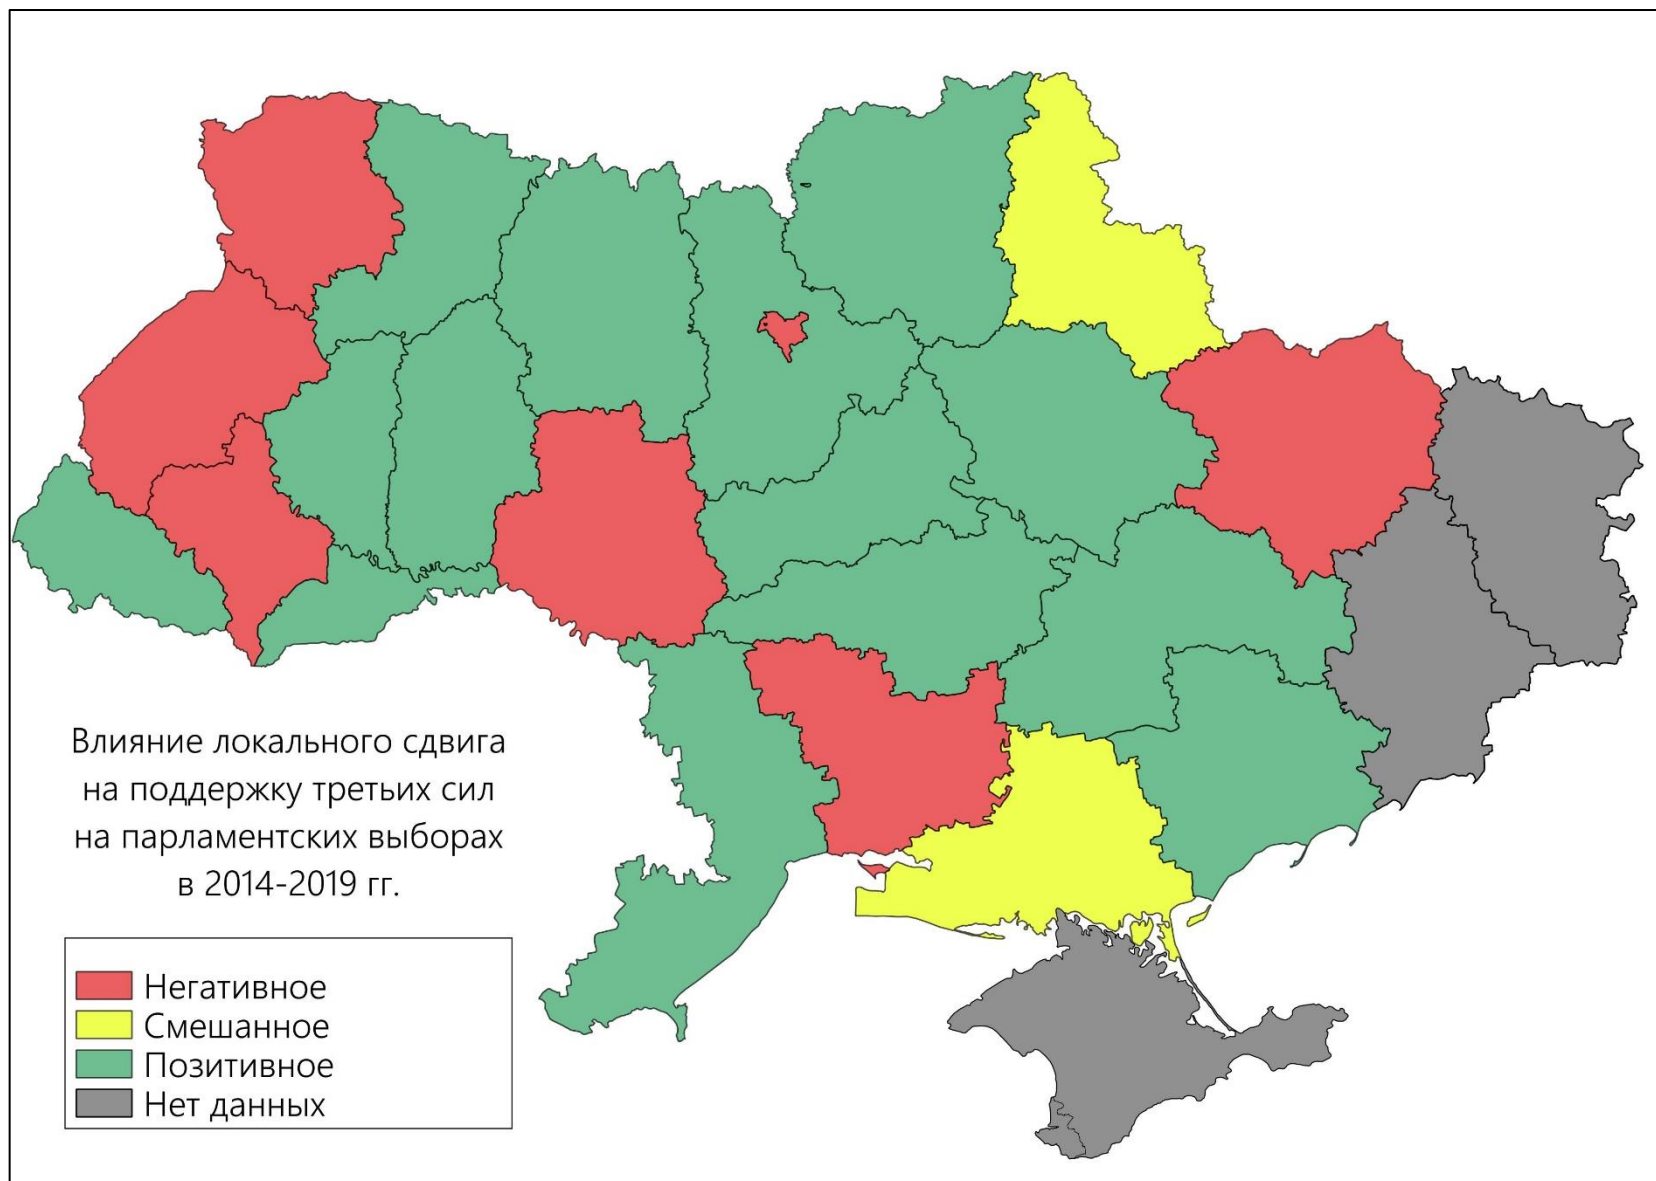 Влияние локального сдвига
на поддержку третьих сил
на парламентских выборах
в 2014-2019 гг.
Негативное
Смешанное
Позитивное
Нет данных